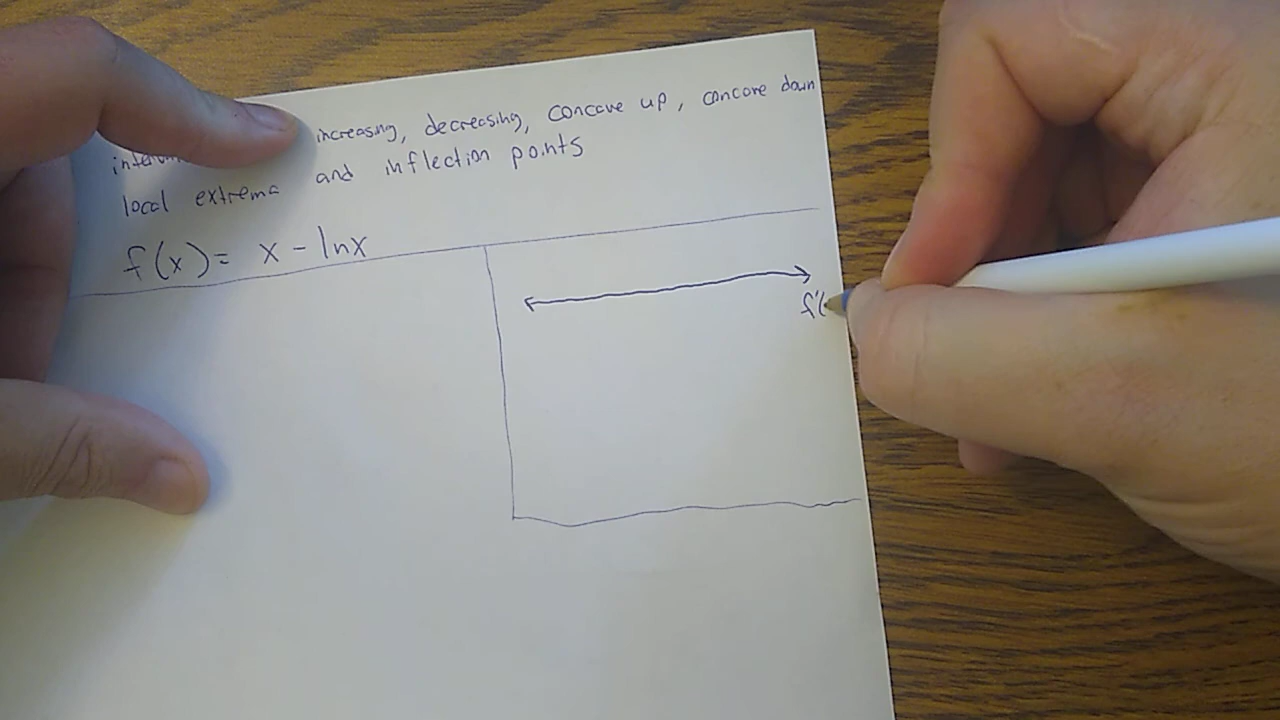 increasing, decreasing, concave up, concave down
local extrema and inflection points
f(x) = x - lnx
f'(